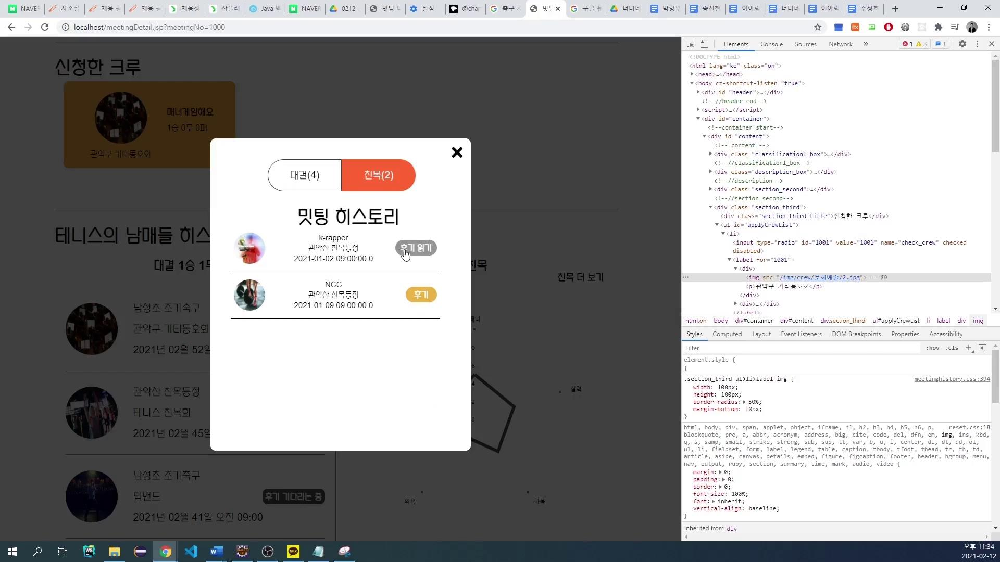 NAVER
자소설
채용 공
채용 공
채용정
잡플래
Java 백
NAVER
0212 -
밋팅 디
설정
@char
축구 시
밋팅
구글 돈
더미데
박형우
송진현
이아림
더미데
이아림
주성호
localhost/meetingDetail.jsp?meetingNo=1000
신청한 크루
매너게임해요
1승 0무 0패
관악구 기타동호회
테니스의 남매들 히스
대결 1승 1무
친목
친목 더 보기
남성초 조기축구
관악구 기타동호회
2021년 02월 52일
관악산 친목등정
테니스 친목회
2021년 02월 45일
남성초 조기축구
탑밴드
후기 기다리는 중
2021년 02월 41일 오전 09:00
매너
8
6
4
2
0
실력
의욕
화목
대결(4)
친목(2)
밋팅 히스토리
k-rapper
관악산 친목등정
2021-01-02 09:00:00.0
후기 읽기
NCC
관악산 친목등정
2021-01-09 09:00:00.0
후기
Elements
Console
Sources
Network
1
3
3
<!DOCTYPE html>
<html lang="ko" class="on">
<head>…</head>
<body cz-shortcut-listen="true">
<div id="header">…</div>
<!--//header end-->
<script>…</script>
<div id="container">
<!--container start-->
<div id="content">
<!-- content -->
<div class="classificationl_box">…</div>
<!--//classificationl_box-->
<div class="description_box">…</div>
<!--//description-->
<div class="section_second">…</div>
<!--//section_second-->
<div class="section_third">
<div class="section_third_title">신청한 크루</div>
<ul id="applyCrewList">
<li>
<input type="radio" id="1001" value="1001" name="check_crew" checked
disabled>
<label for="1001">
<div>
<img src="/img/crew/문화예술/2.jpg"> == $0
<p>관악구 기타동호회</p>
</div>
<div>…</div>
</label>
html.on body div#container div#content div.section_third ul#applyCrewList li label div img
Styles Computed Layout Event Listeners DOM Breakpoints Properties Accessibility
Filter
:hov .cls
element.style {
}
.section_third ul>li>label img {
meetinghistory.css:394
width: 100px;
height: 100px;
border-radius: 50%;
margin-bottom: 10px;
}
html, body, div, span, applet, object, iframe, h1, h2, h3, h4, h5, h6, p,
reset.css:18
blockquote, pre, a, abbr, acronym, address, big, cite, code, del, dfn, em, img, ins, kbd,
q, s, samp, small, strike, strong, sub, sup, tt, var, b, u, i, center, dl, dt, dd, ol,
ul, li, fieldset, form, label, legend, table, caption, tbody, tfoot, thead, tr, th, td,
article, aside, canvas, details, embed, figure, figcaption, footer, header, hgroup, menu,
nav, output, ruby, section, summary, time, mark, audio, video {
margin: 0;
padding: 0;
border: 0;
font-size: 100%;
font: inherit;
vertical-align: baseline;
}
Inherited from div
오후 11:34
2021-02-12